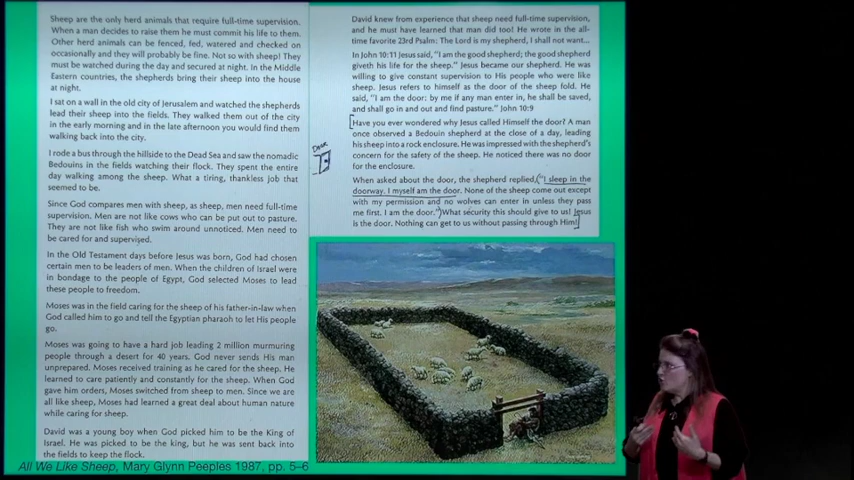 Sheep are the only herd animals that require full-time supervision.
When a man decides to raise them he must commit his life to them.
Other herd animals can be fenced, fed, watered and checked on
occasionally and they will probably be fine. Not so with sheep! They
must be watched during the day and secured at night. In the Middle
Eastern countries, the shepherds bring their sheep into the house
at night.
I sat on a wall in the old city of Jerusalem and watched the shepherds
lead their sheep into the fields. They walked them out of the city
in the early morning and in the late afternoon you would find them
walking back into the city.
I rode a bus through the hillside to the Dead Sea and saw the nomadic
Bedouins in the fields watching their flock. They spent the entire
day walking among the sheep. What a tiring, thankless job that
seemed to be.
Since God compares men with sheep, as sheep, men need full-time
supervision. Men are not like cows who can be put out to pasture.
They are not like fish who swim around unnoticed. Men need to
be cared for and supervised.
In the Old Testament days before Jesus was born, God had chosen
certain men to be leaders of men. When the children of Israel were
in bondage to the people of Egypt, God selected Moses to lead
these people to freedom.
Moses was in the field caring for the sheep of his father-in-law when
God called him to go and tell the Egyptian pharaoh to let His people
go.
Moses was going to have a hard job leading 2 million murmuring
people through a desert for 40 years. God never sends His man
unprepared. Moses received training as he cared for the sheep. He
learned to care patiently and constantly for the sheep. When God
gave him orders, Moses switched from sheep to men. Since we are
all like sheep, Moses had learned a great deal about human nature
while caring for sheep.
David was a young boy when God picked him to be the King of
Israel. He was picked to be the king, but he was sent back into
the fields to keep the flock.
All We Like Sheep, Mary Glynn Peeples 1987, pp. 5–6
David knew from experience that sheep need full-time supervision,
and he must have learned that man did too! He wrote in the all-
time favorite 23rd Psalm: The Lord is my shepherd, I shall not want...
In John 10:11 Jesus said, "I am the good shepherd; the good shepherd
giveth his life for the sheep." Jesus became our shepherd. He was
willing to give constant supervision to His people who were like
sheep. Jesus refers to himself as the door of the sheep fold. He
said, "I am the door: by me if any man enter in, he shall be saved,
and shall go in and out and find pasture." John 10:9
[Have you ever wondered why Jesus called Himself the door? A man
once observed a Bedouin shepherd at the close of a day, leading
his sheep into a rock enclosure. He was impressed with the shepherd's
concern for the safety of the sheep. He noticed there was no door
for the enclosure.
DOOR
When asked about the door, the shepherd replied, ("I sleep in the
doorway. I myself am the door. None of the sheep come out except
with my permission and no wolves can enter in unless they pass
me first. I am the door.") What security this should give to us! Jesus
is the door. Nothing can get to us without passing through Him!]